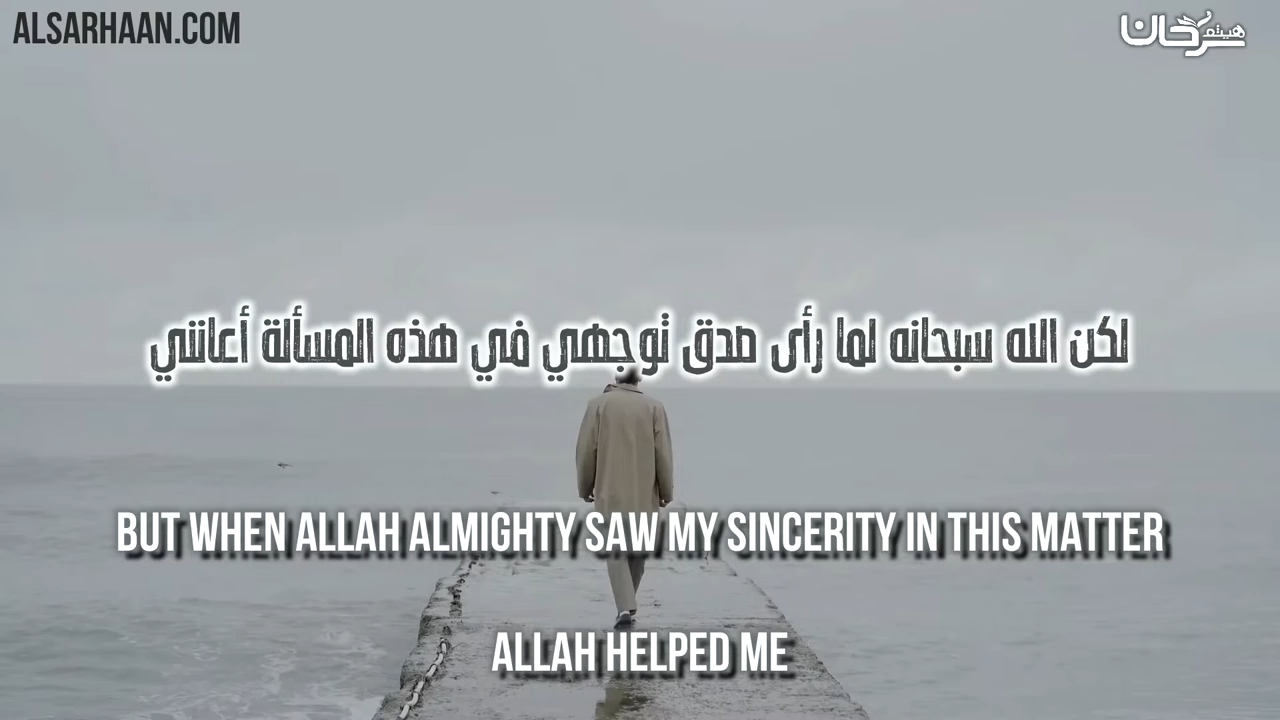 ALSARHAAN.COM
هيثم سرحان
لكن الله سبحانه لما رأى صدق توجهي في هذه المسألة أعانني
BUT WHEN ALLAH ALMIGHTY SAW MY SINCERITY IN THIS MATTER
ALLAH HELPED ME